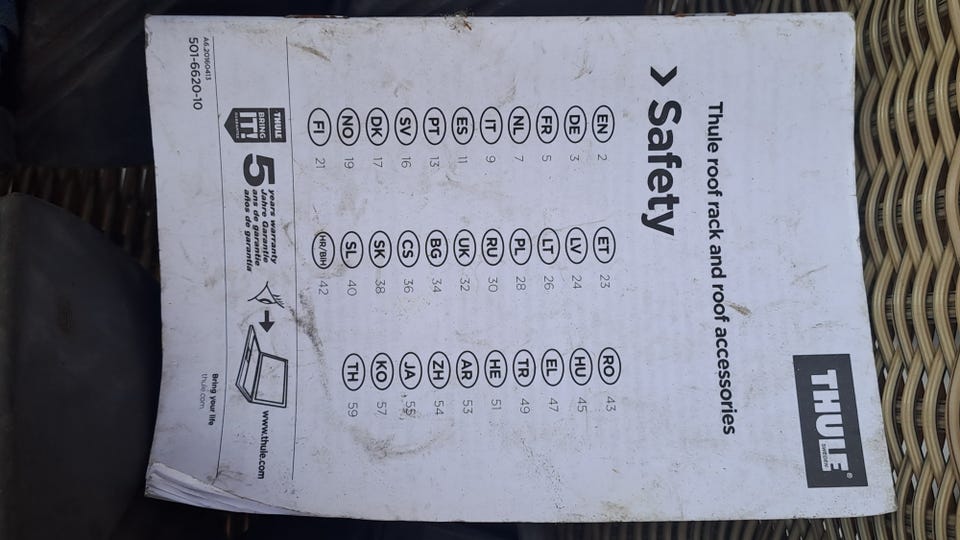 THULE®
SWEDEN
Thule roof rack and roof accessories
› Safety
EN 2
DE 3
FR 5
NL 7
IT 9
ES 11
PT 13
SV 16
DK 17
NO 19
FI 21
ET 23
LV 24
LT 26
PL 28
RU 30
UK 32
BG 34
CS 36
SK 38
SL 40
HR/BIH 42
RO 43
HU 45
EL 47
TR 49
HE 51
AR 53
ZH 54
JA 55
KO 57
TH 59
THULE
BRING
IT!
5
years warranty
Jahre Garantie
ans de garantie
años de garantía
www.thule.com
A6.20160413
501-6620-10
Bring your life
thule.com